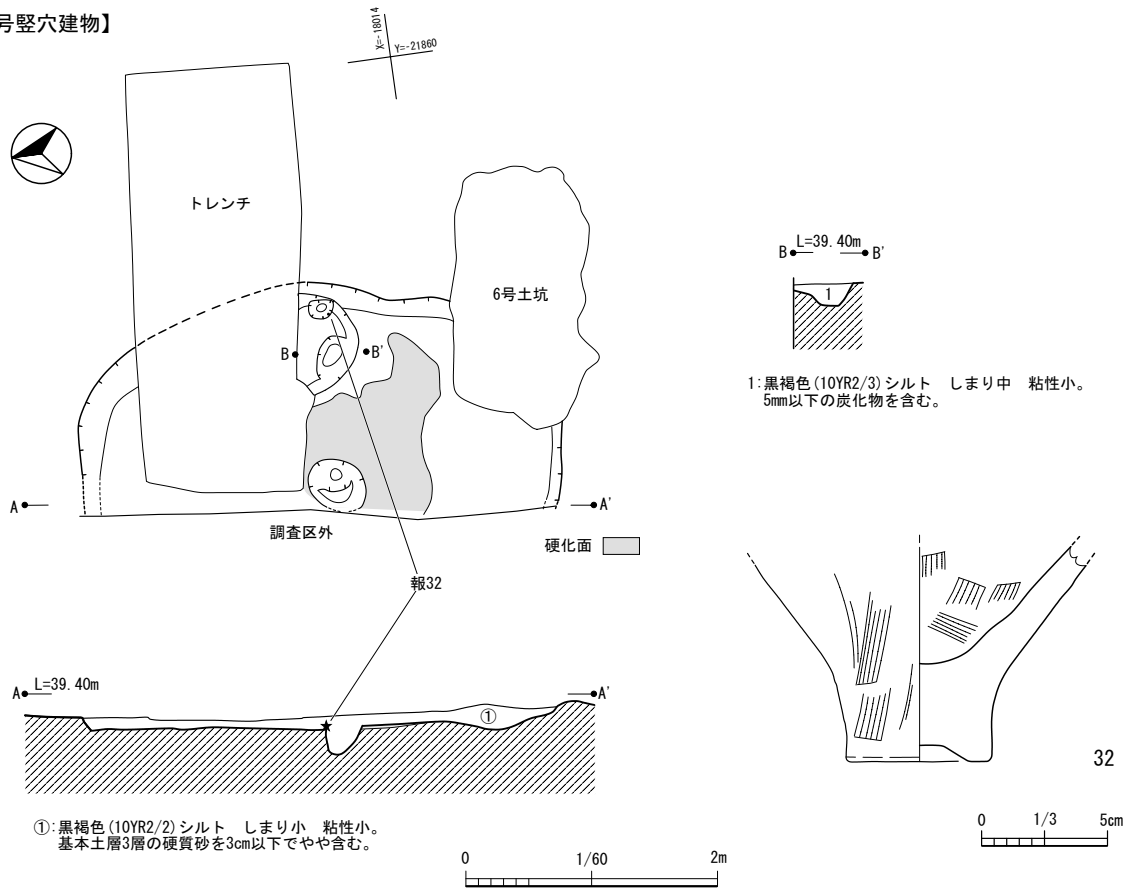 号竪穴建物】
X=-18014
Y=-21860
トレンチ
6号土坑
B
B'
A
A'
調査区外
硬化面
報32
B L=39.40m B'
1
1:黒褐色(10YR2/3)シルト しまり中 粘性小。
5mm以下の炭化物を含む。
A L=39.40m A'
①
①:黒褐色(10YR2/2)シルト しまり小 粘性小。
基本土層3層の硬質砂を3cm以下でやや含む。
0 1/60 2m
32
0 1/3 5cm